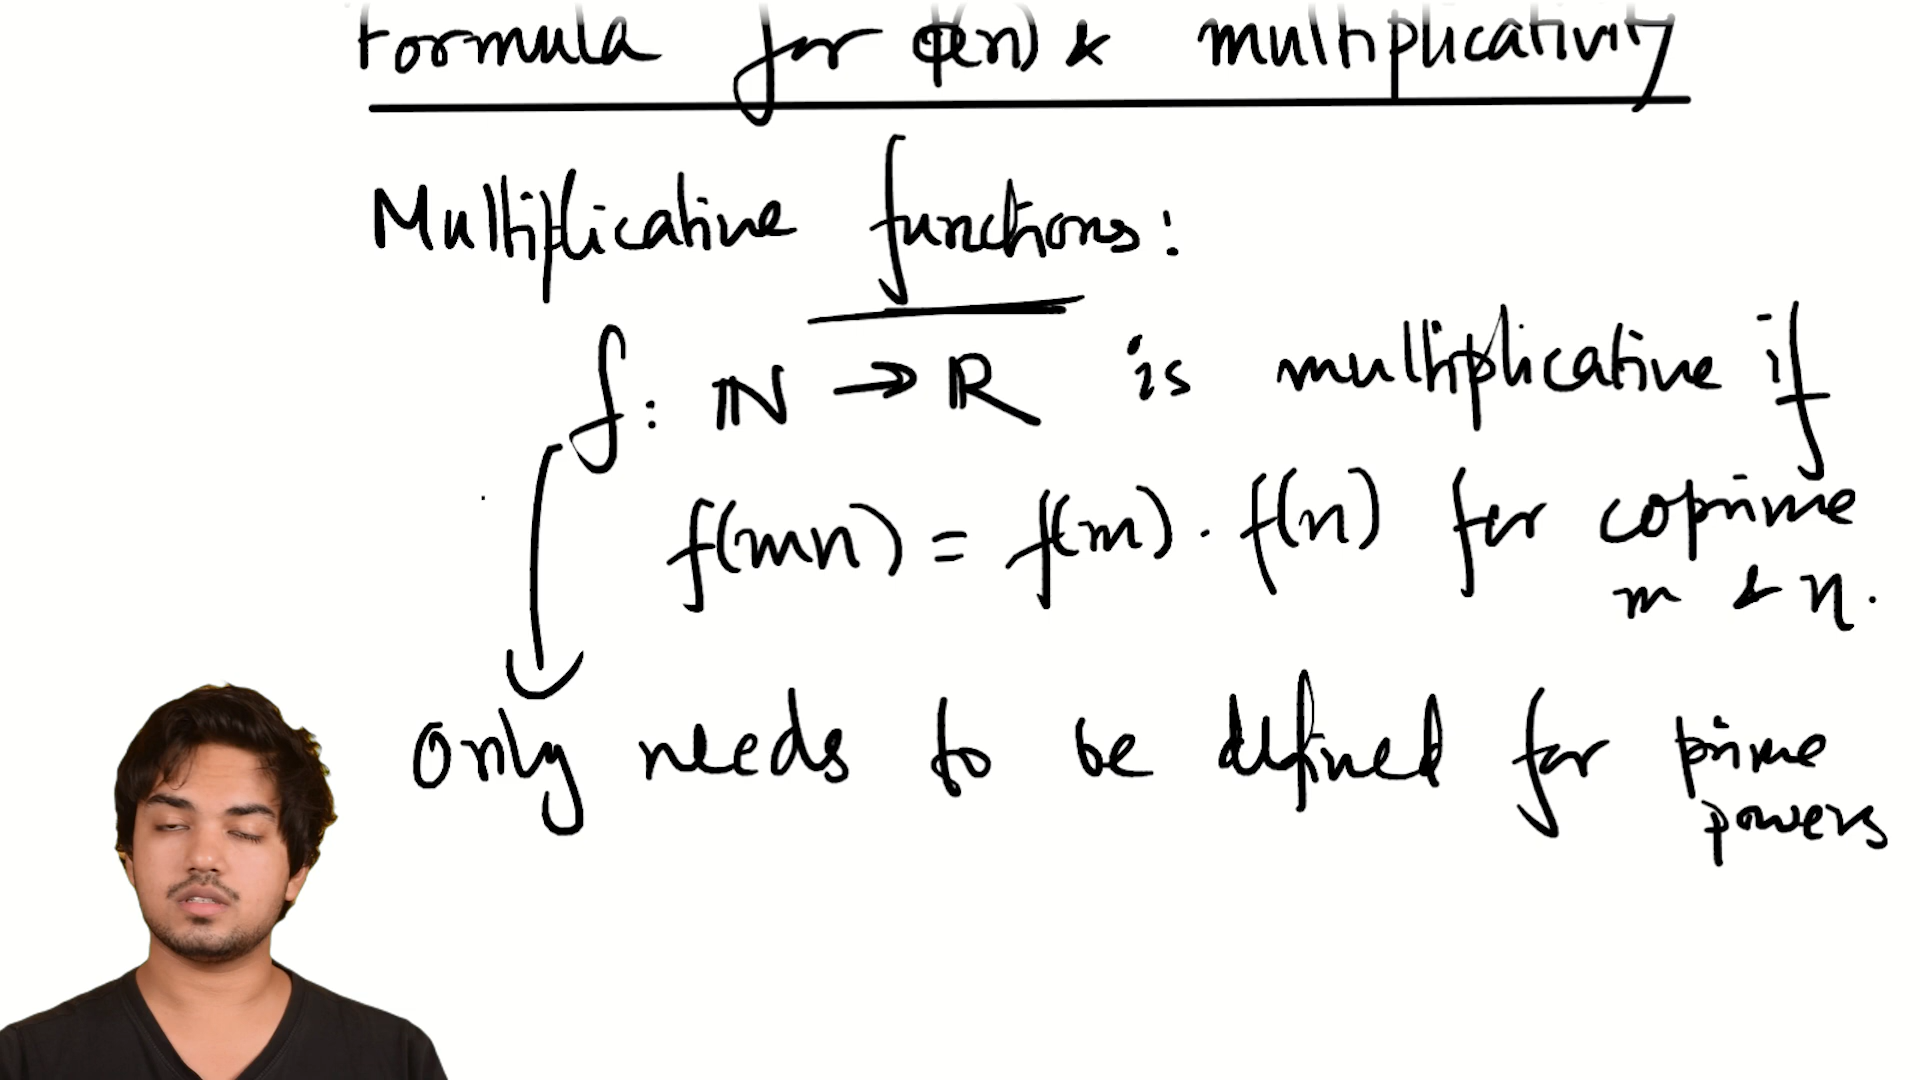 Formula for φ(n) & multiplicativity
Multiplicative functions:
f: ℕ → ℝ is multiplicative if
f(mn) = f(m) · f(n) for coprime
m & n.
only needs to be defined for prime
powers